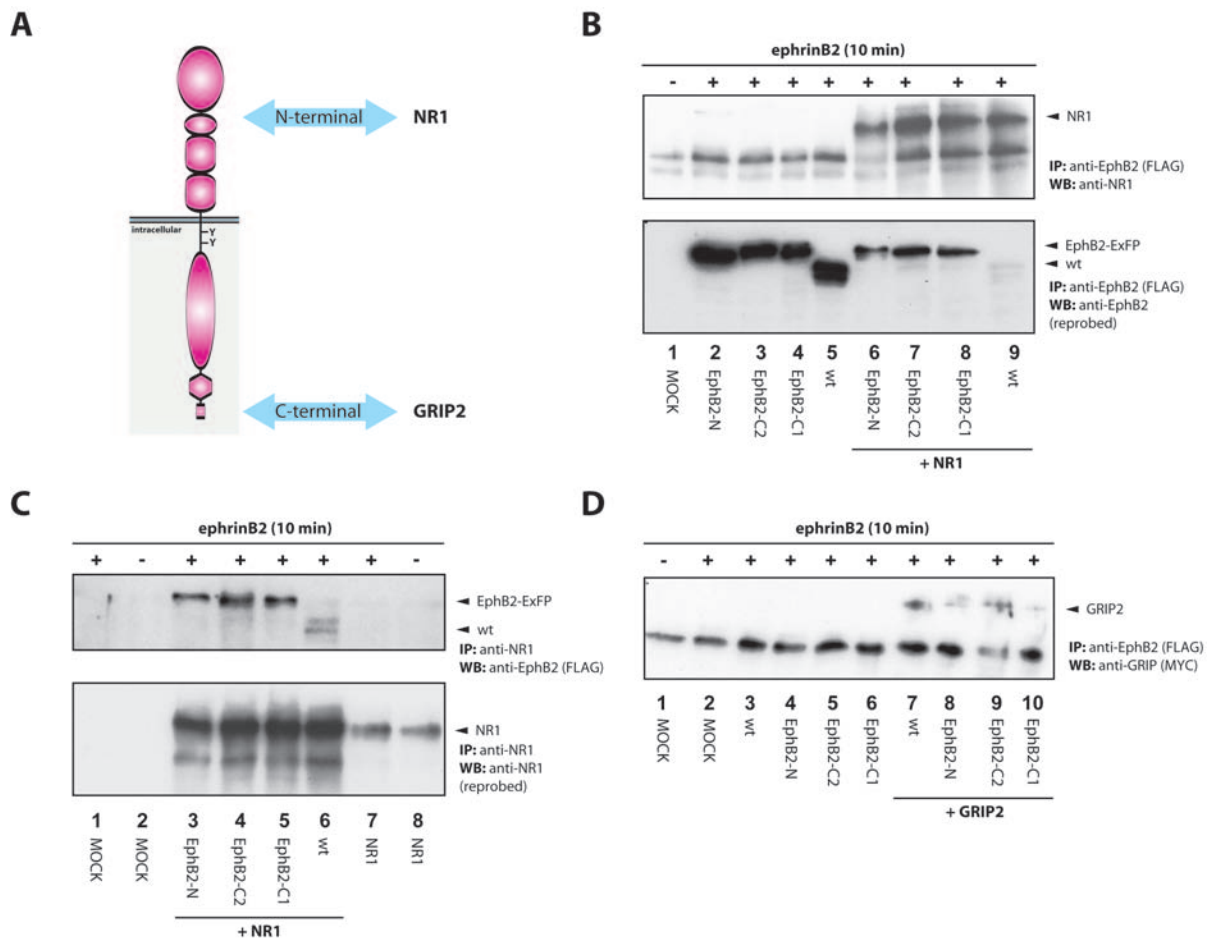 A
N-terminal
NR1
intracellular
Y
Y
C-terminal
GRIP2
B
ephrinB2 (10 min)
- + + + + + + + +
NR1
IP: anti-EphB2 (FLAG)
WB: anti-NR1
EphB2-ExFP
wt
IP: anti-EphB2 (FLAG)
WB: anti-EphB2
(reprobed)
1 2 3 4 5 6 7 8 9
MOCK
EphB2-N
EphB2-C2
EphB2-C1
wt
EphB2-N
EphB2-C2
EphB2-C1
wt
+ NR1
C
ephrinB2 (10 min)
+ - + + + + + -
EphB2-ExFP
wt
IP: anti-NR1
WB: anti-EphB2 (FLAG)
NR1
IP: anti-NR1
WB: anti-NR1
(reprobed)
1 2 3 4 5 6 7 8
MOCK
MOCK
EphB2-N
EphB2-C2
EphB2-C1
wt
NR1
NR1
+ NR1
D
ephrinB2 (10 min)
- + + + + + + + + +
GRIP2
IP: anti-EphB2 (FLAG)
WB: anti-GRIP (MYC)
1 2 3 4 5 6 7 8 9 10
MOCK
MOCK
wt
EphB2-N
EphB2-C2
EphB2-C1
wt
EphB2-N
EphB2-C2
EphB2-C1
+ GRIP2